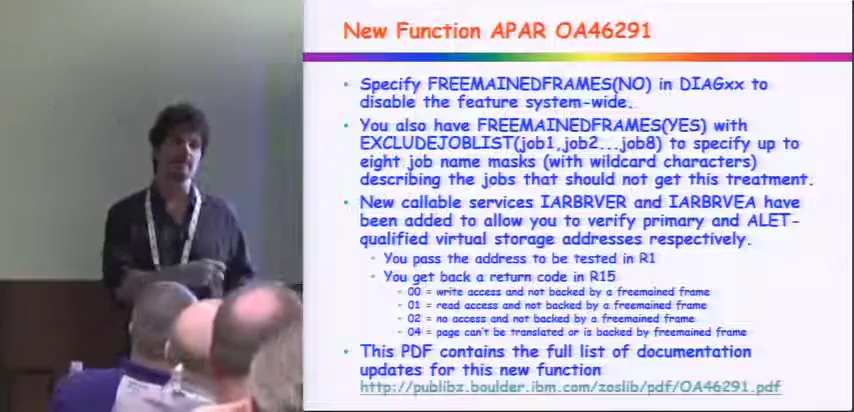 New Function APAR OA46291
• Specify FREEMAINEDFRAMES(NO) in DIAGxx to
disable the feature system-wide.
• You also have FREEMAINEDFRAMES(YES) with
EXCLUDEJOBLIST(job1,job2...job8) to specify up to
eight job name masks (with wildcard characters)
describing the jobs that should not get this treatment.
• New callable services IARBRVER and IARBRVEA have
been added to allow you to verify primary and ALET-
qualified virtual storage addresses respectively.
• You pass the address to be tested in R1
• You get back a return code in R15
- 00 = write access and not backed by a freemained frame
- 01 = read access and not backed by a freemained frame
- 02 = no access and not backed by a freemained frame
- 04 = page can't be translated or is backed by freemained frame
• This PDF contains the full list of documentation
updates for this new function
http://publibz.boulder.ibm.com/zoslib/pdf/OA46291.pdf